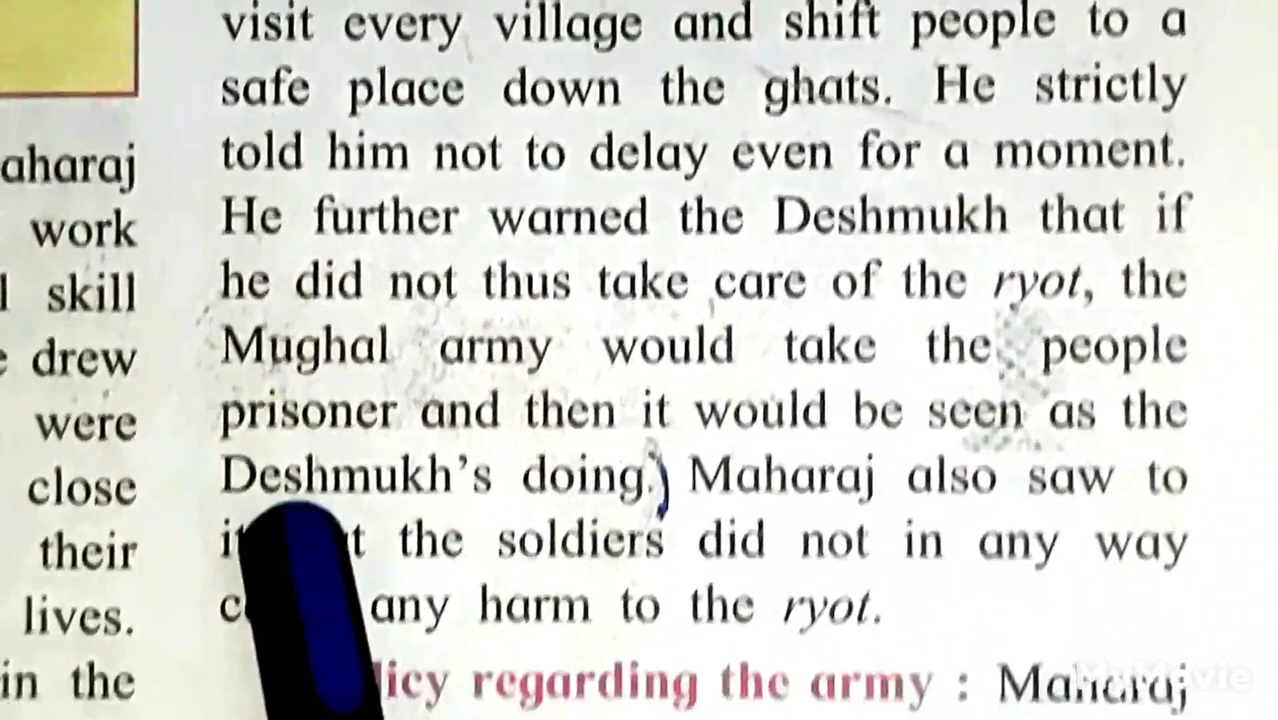 visit every village and shift people to a
safe place down the ghats. He strictly
told him not to delay even for a moment.
He further warned the Deshmukh that if
he did not thus take care of the ryot, the
Mughal army would take the people
prisoner and then it would be seen as the
Deshmukh's doing.) Maharaj also saw to
the soldiers did not in any way
any harm to the ryot.
regarding the army : Maharaj
aharaj
work
skill
drew
were
close
their
lives.
in the
MyMovie